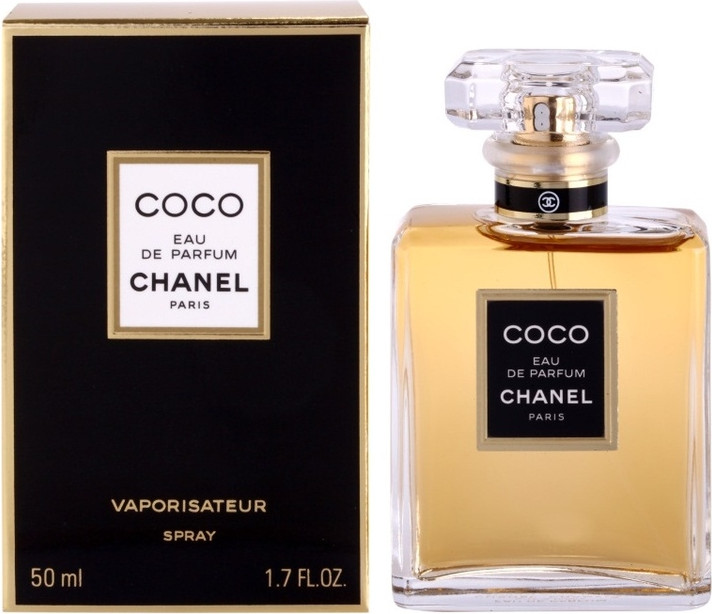 COCO
EAU
DE PARFUM
CHANEL
PARIS
VAPORISATEUR
SPRAY
50 ml 1.7 FL.OZ.
COCO
EAU
DE PARFUM
CHANEL
PARIS